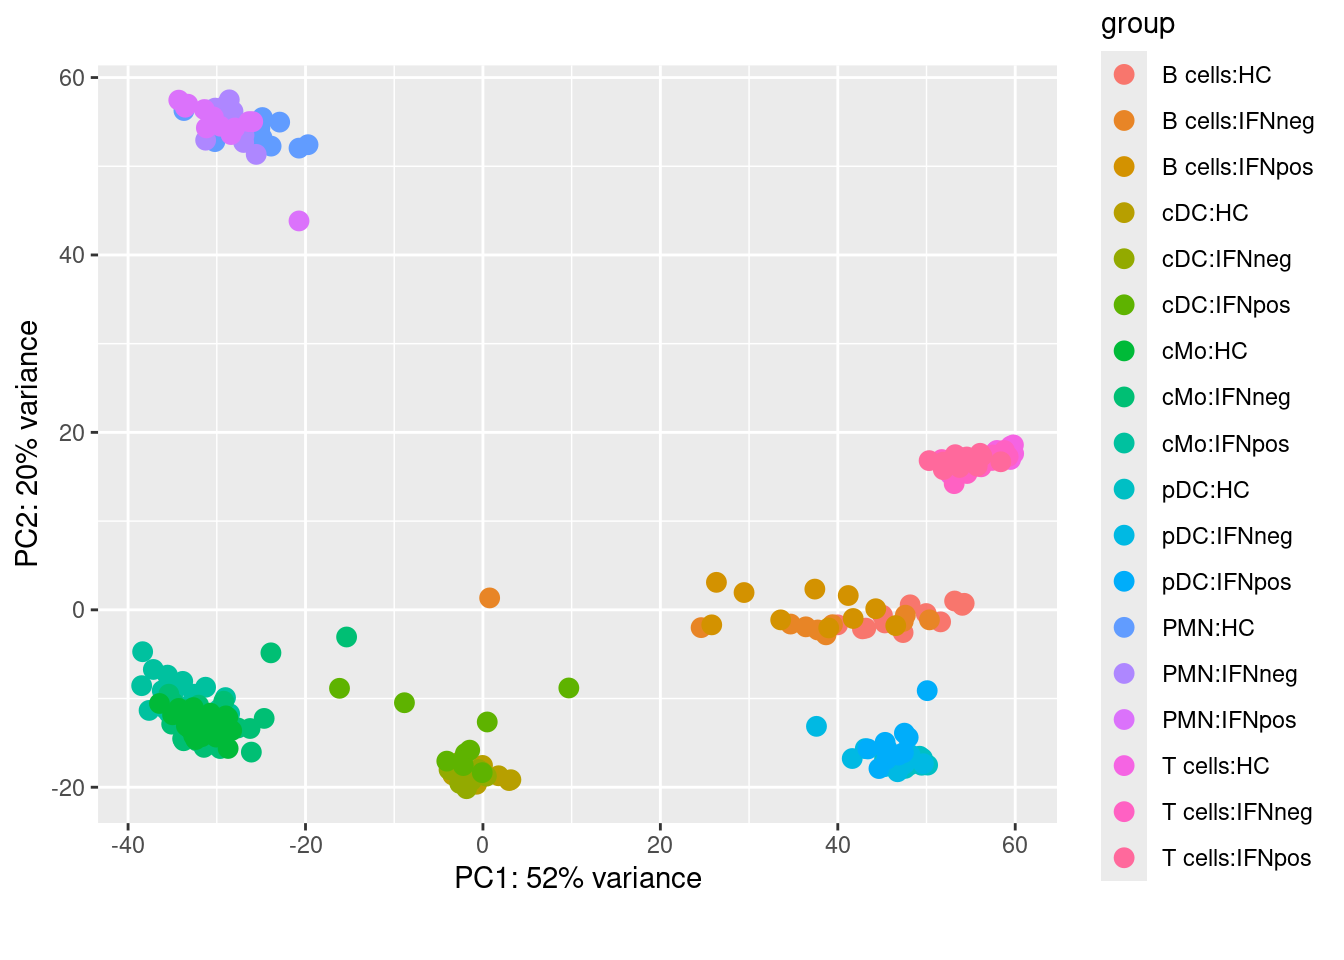 group
B cells:HC
B cells:IFNneg
B cells:IFNpos
cDC:HC
cDC:IFNneg
cDC:IFNpos
cMo:HC
cMo:IFNneg
cMo:IFNpos
pDC:HC
pDC:IFNneg
pDC:IFNpos
PMN:HC
PMN:IFNneg
PMN:IFNpos
T cells:HC
T cells:IFNneg
T cells:IFNpos
PC2: 20% variance
60
40
20
0
-20
-40 -20 0 20 40 60
PC1: 52% variance